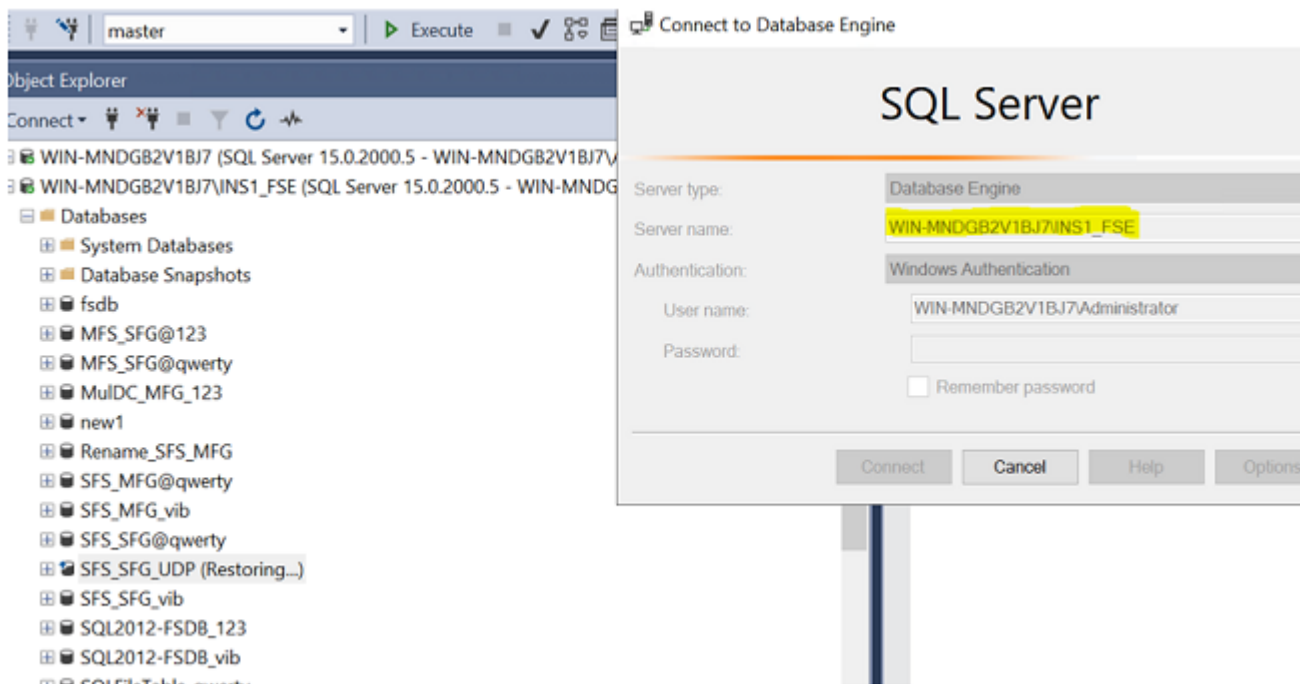 master
Execute
Object Explorer
Connect
WIN-MNDGB2V1BJ7 (SQL Server 15.0.2000.5 - WIN-MNDGB2V1BJ7\
WIN-MNDGB2V1BJ7\INS1_FSE (SQL Server 15.0.2000.5 - WIN-MNDG
Databases
System Databases
Database Snapshots
fsdb
MFS_SFG@123
MFS_SFG@qwerty
MulDC_MFG_123
new1
Rename_SFS_MFG
SFS_MFG@qwerty
SFS_MFG_vib
SFS_SFG@qwerty
SFS_SFG_UDP (Restoring...)
SFS_SFG_vib
SQL2012-FSDB_123
SQL2012-FSDB_vib
Connect to Database Engine
SQL Server
Server type:
Database Engine
Server name:
WIN-MNDGB2V1BJ7\INS1_FSE
Authentication:
Windows Authentication
User name:
WIN-MNDGB2V1BJ7\Administrator
Password:
Remember password
Connect
Cancel
Help
Options